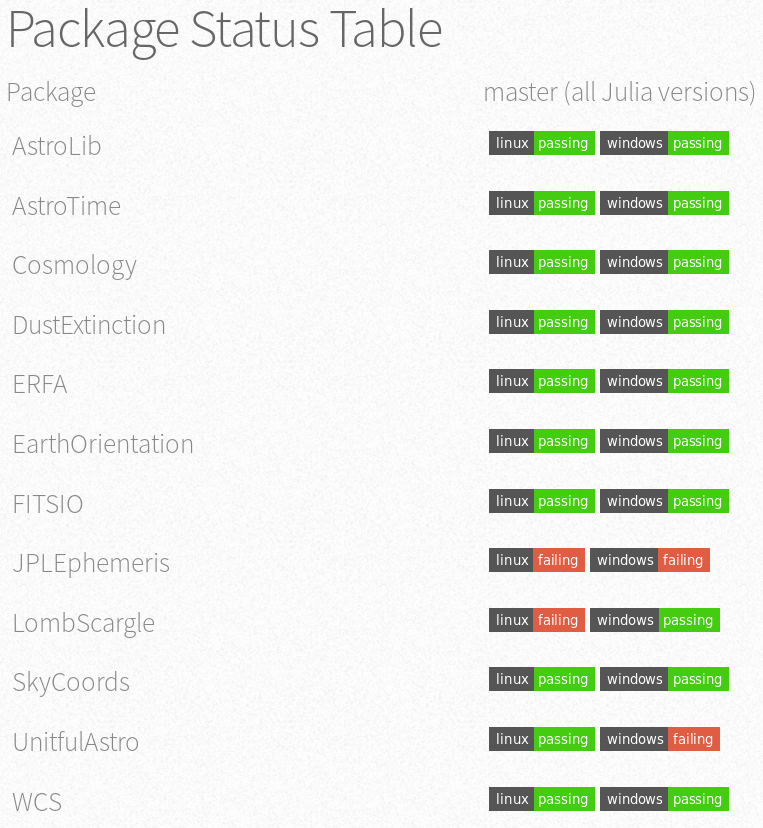 Package Status Table
Package master (all Julia versions)
AstroLib linux passing windows passing
AstroTime linux passing windows passing
Cosmology linux passing windows passing
DustExtinction linux passing windows passing
ERFA linux passing windows passing
EarthOrientation linux passing windows passing
FITSIO linux passing windows passing
JPLEphemeris linux failing windows failing
LombScargle linux failing windows passing
SkyCoords linux passing windows passing
UnitfulAstro linux passing windows failing
WCS linux passing windows passing